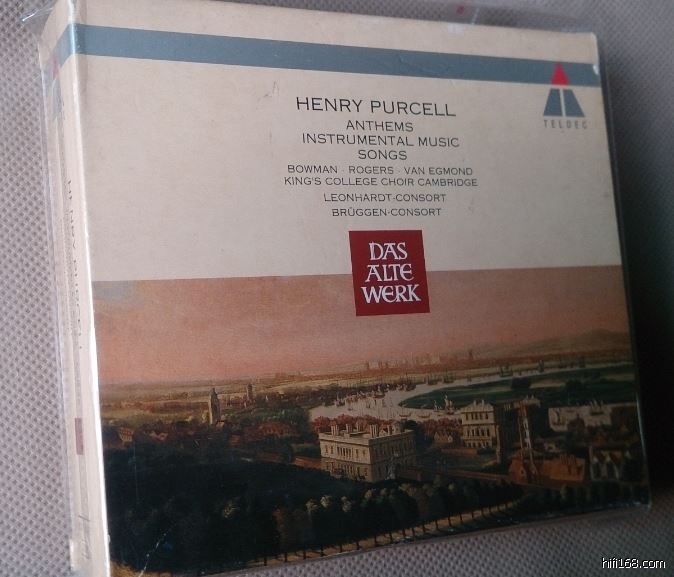 HENRY PURCELL
ANTHEMS
INSTRUMENTAL MUSIC
SONGS
BOWMAN · ROGERS · VAN EGMOND
KING'S COLLEGE CHOIR CAMBRIDGE
LEONHARDT-CONSORT
BRÜGGEN-CONSORT
TELDEC
DAS
ALTE
WERK
hifi168.com